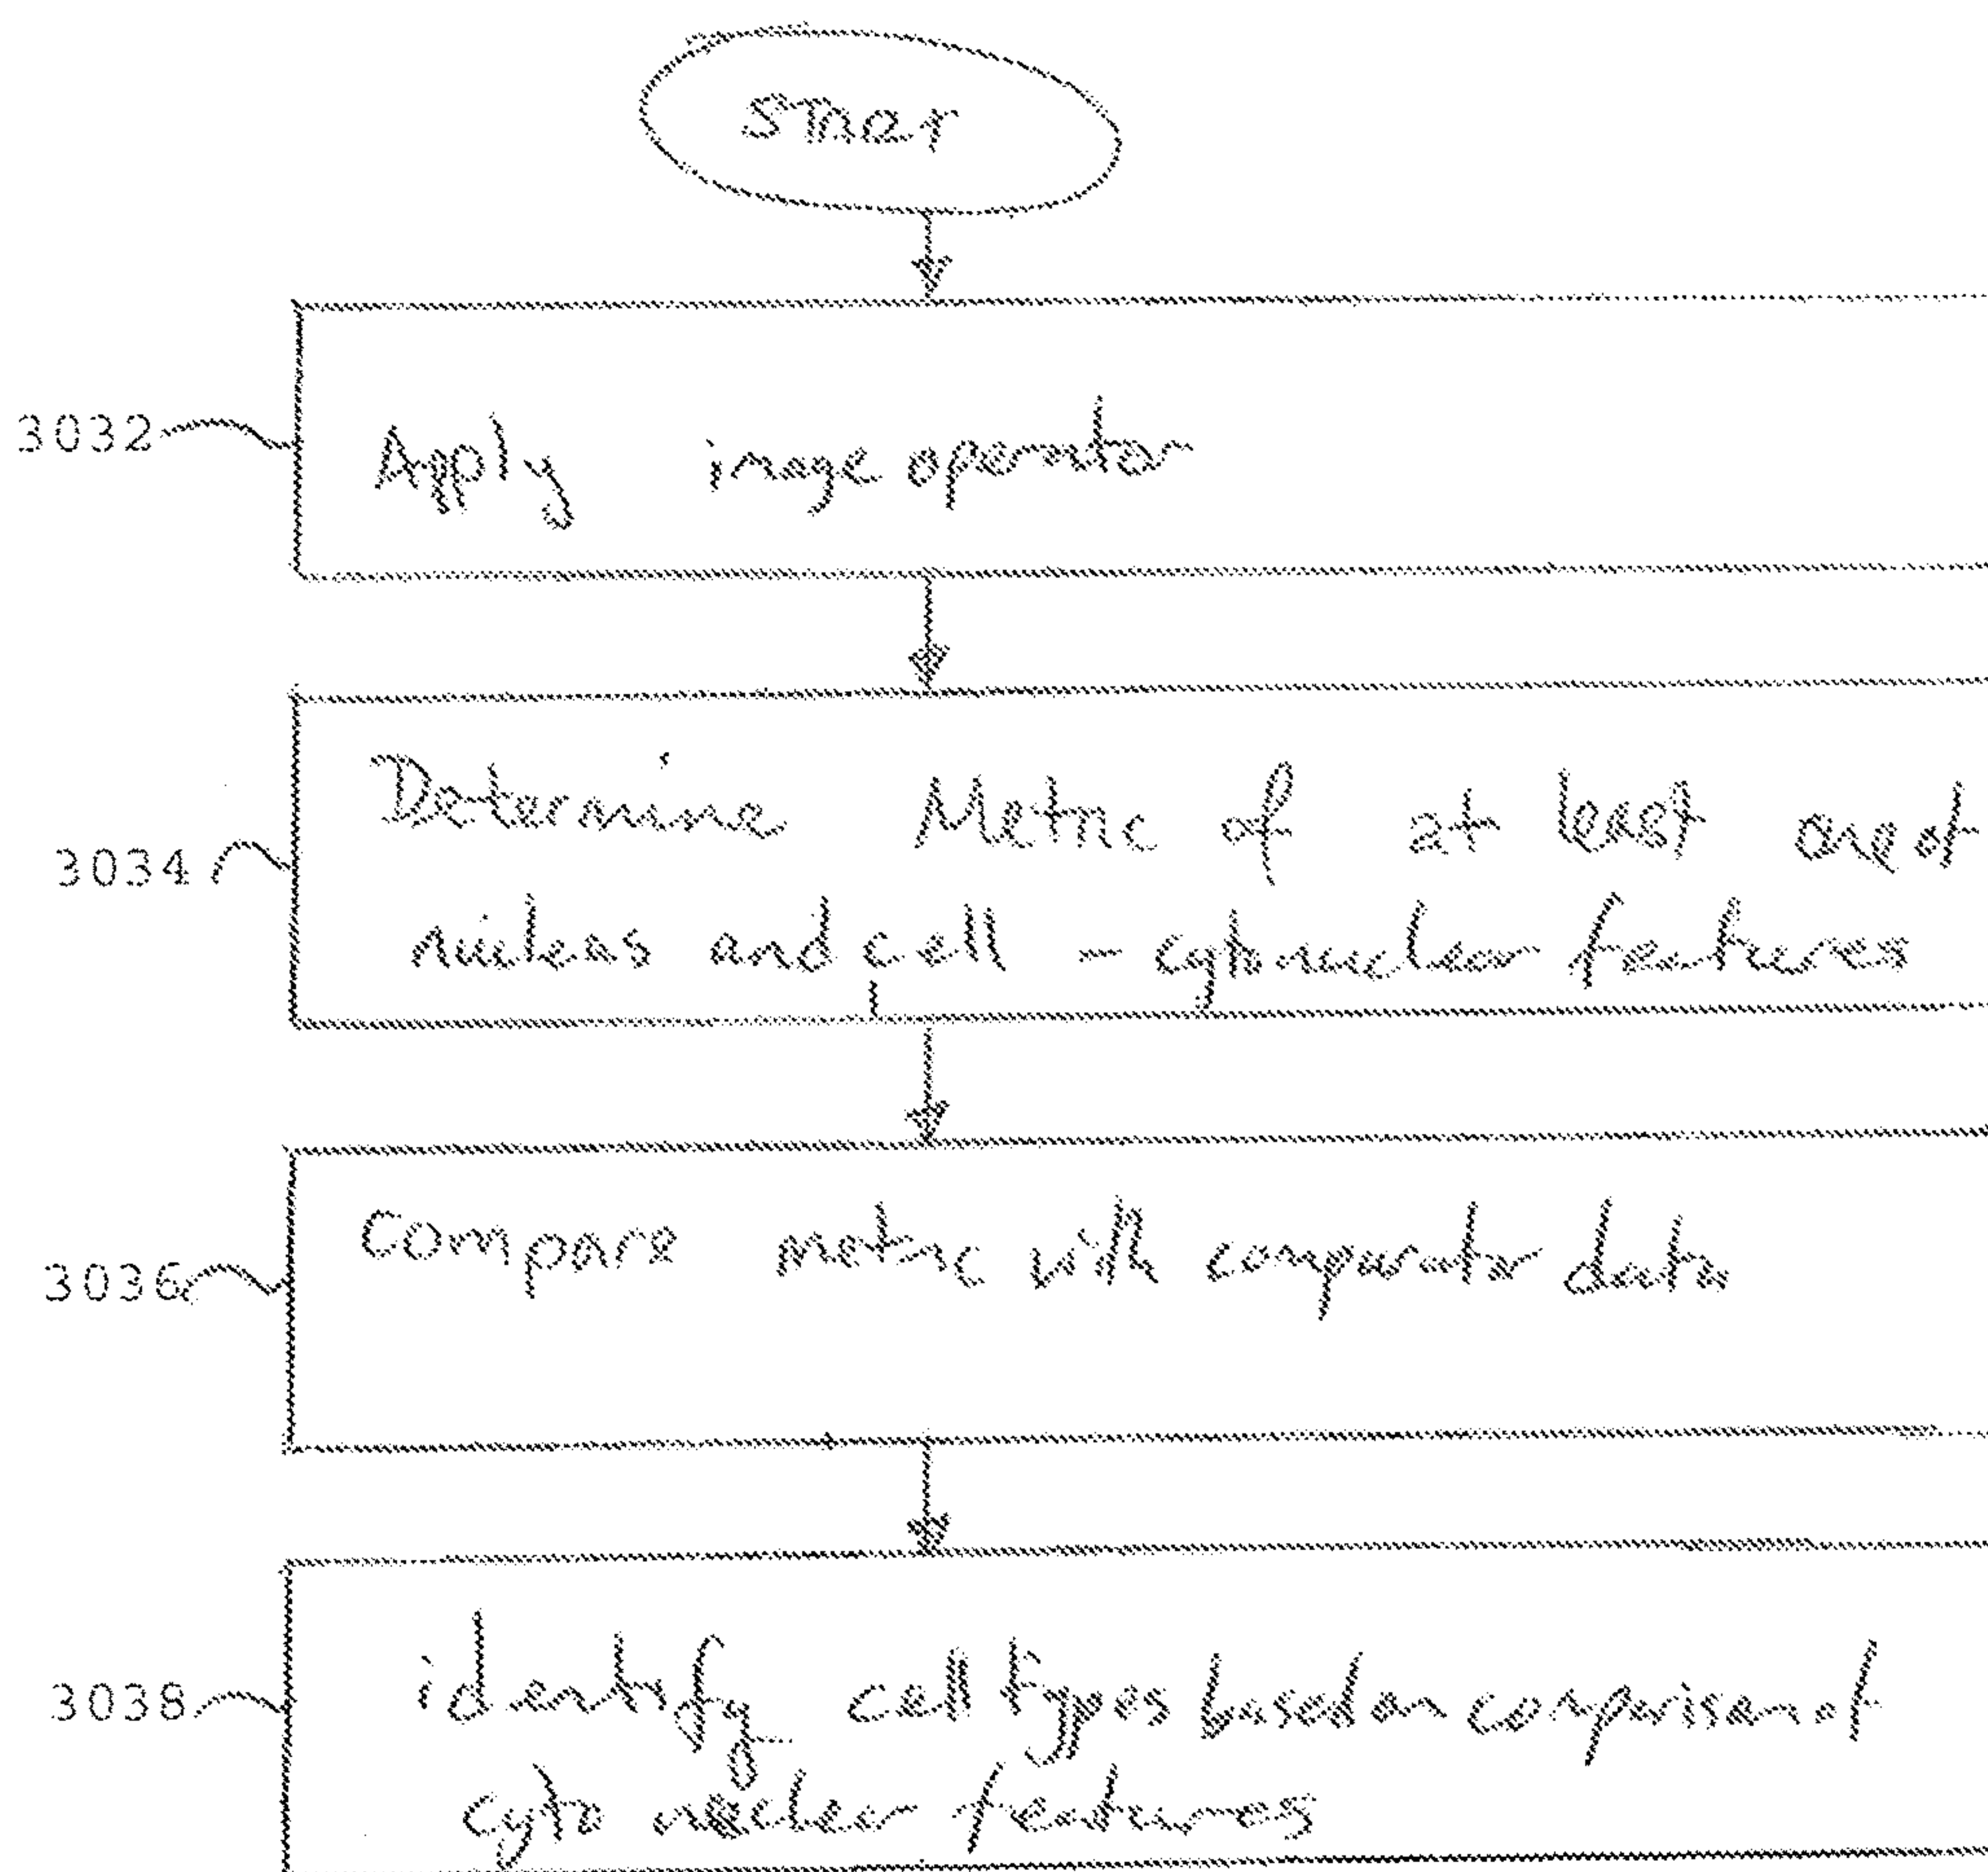 3032
Apply image operator
3034
Determine Metric of at least one of
nucleus and cell - cytonuclear features
3036
Compare metric with comparator data
3038
identify cell types based on comparison of
cyto nuclear features